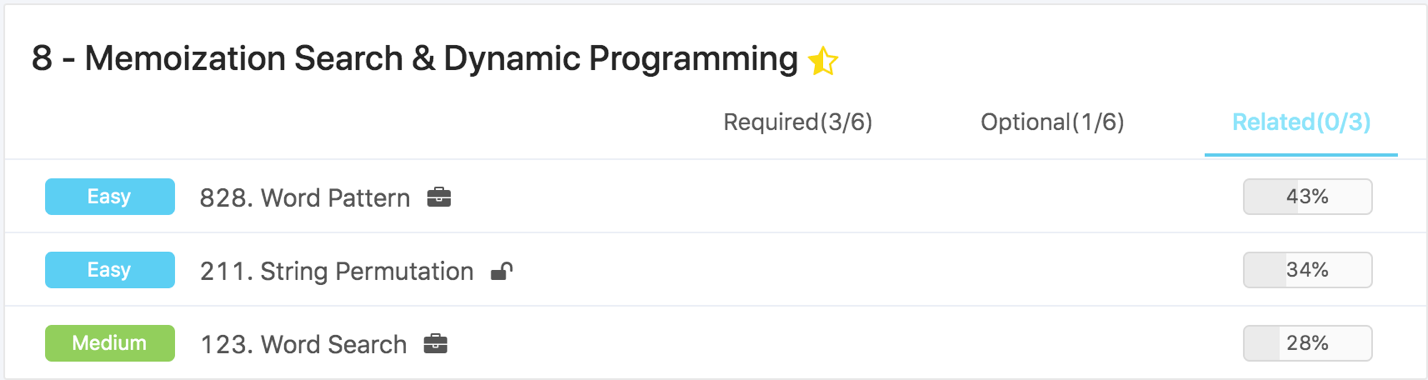 8 - Memoization Search & Dynamic Programming
Required(3/6) Optional(1/6) Related(0/3)
Easy 828. Word Pattern 43%
Easy 211. String Permutation 34%
Medium 123. Word Search 28%